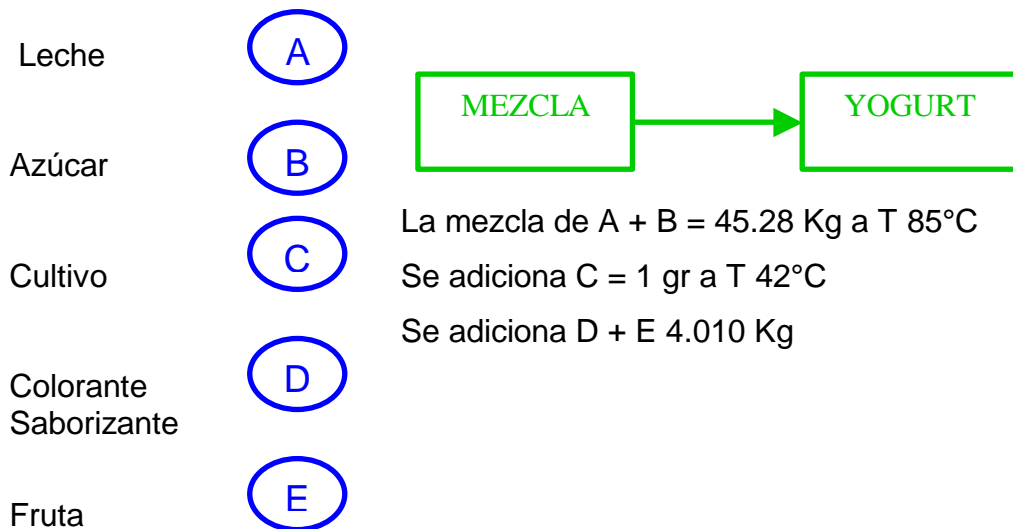 Leche
A
MEZCLA
YOGURT
Azúcar
B
La mezcla de A + B = 45.28 Kg a T 85°C
Cultivo
C
Se adiciona C = 1 gr a T 42°C
Se adiciona D + E 4.010 Kg
Colorante
Saborizante
D
Fruta
E